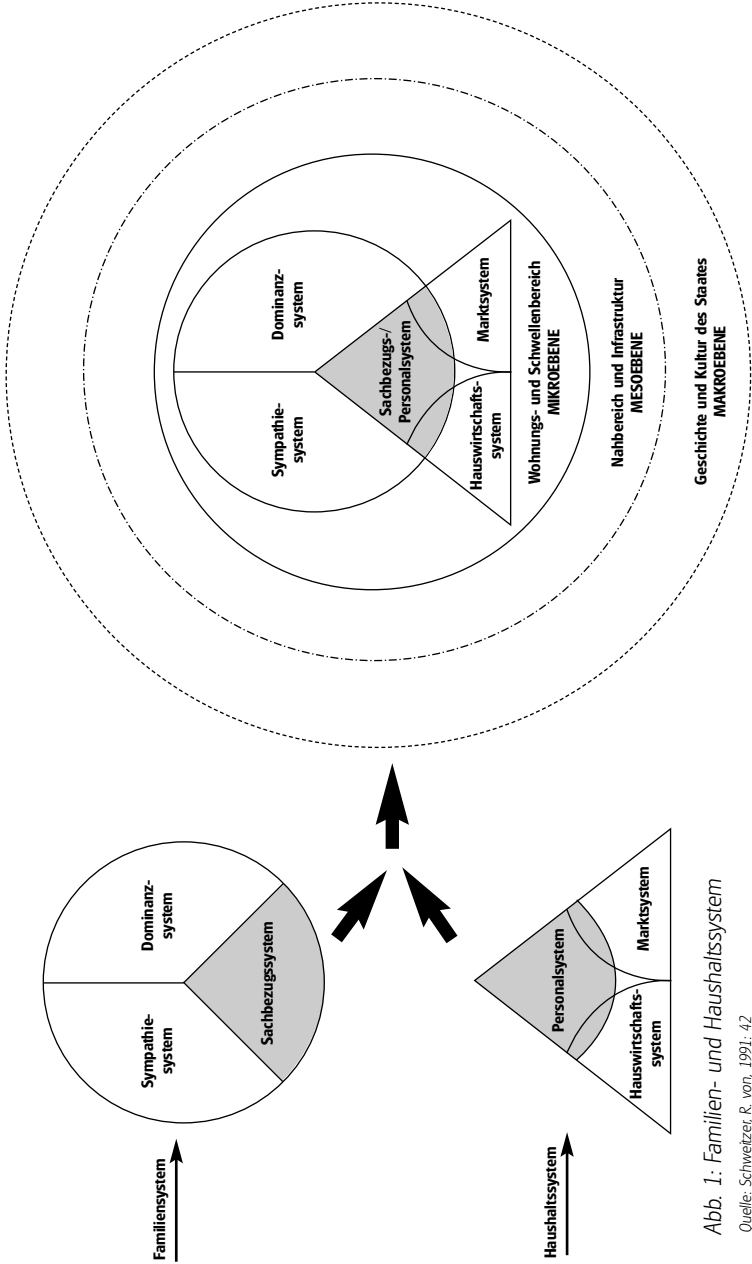 Familiensystem
Sympathie-
system
Dominanz-
system
Sachbezugssystem
Haushaltssystem
Personalsystem
Hauswirtschafts-
system
Marktsystem
Sympathie-
system
Dominanz-
system
Sachbezugs-/
Personalsystem
Hauswirtschafts-
system
Marktsystem
Wohnungs- und Schwellenbereich
MIKROEBENE
Nahbereich und Infrastruktur
MESOEBENE
Geschichte und Kultur des Staates
MAKROEBENE
Abb. 1: Familien- und Haushaltssystem
Quelle: Schweitzer, R. von, 1991: 42